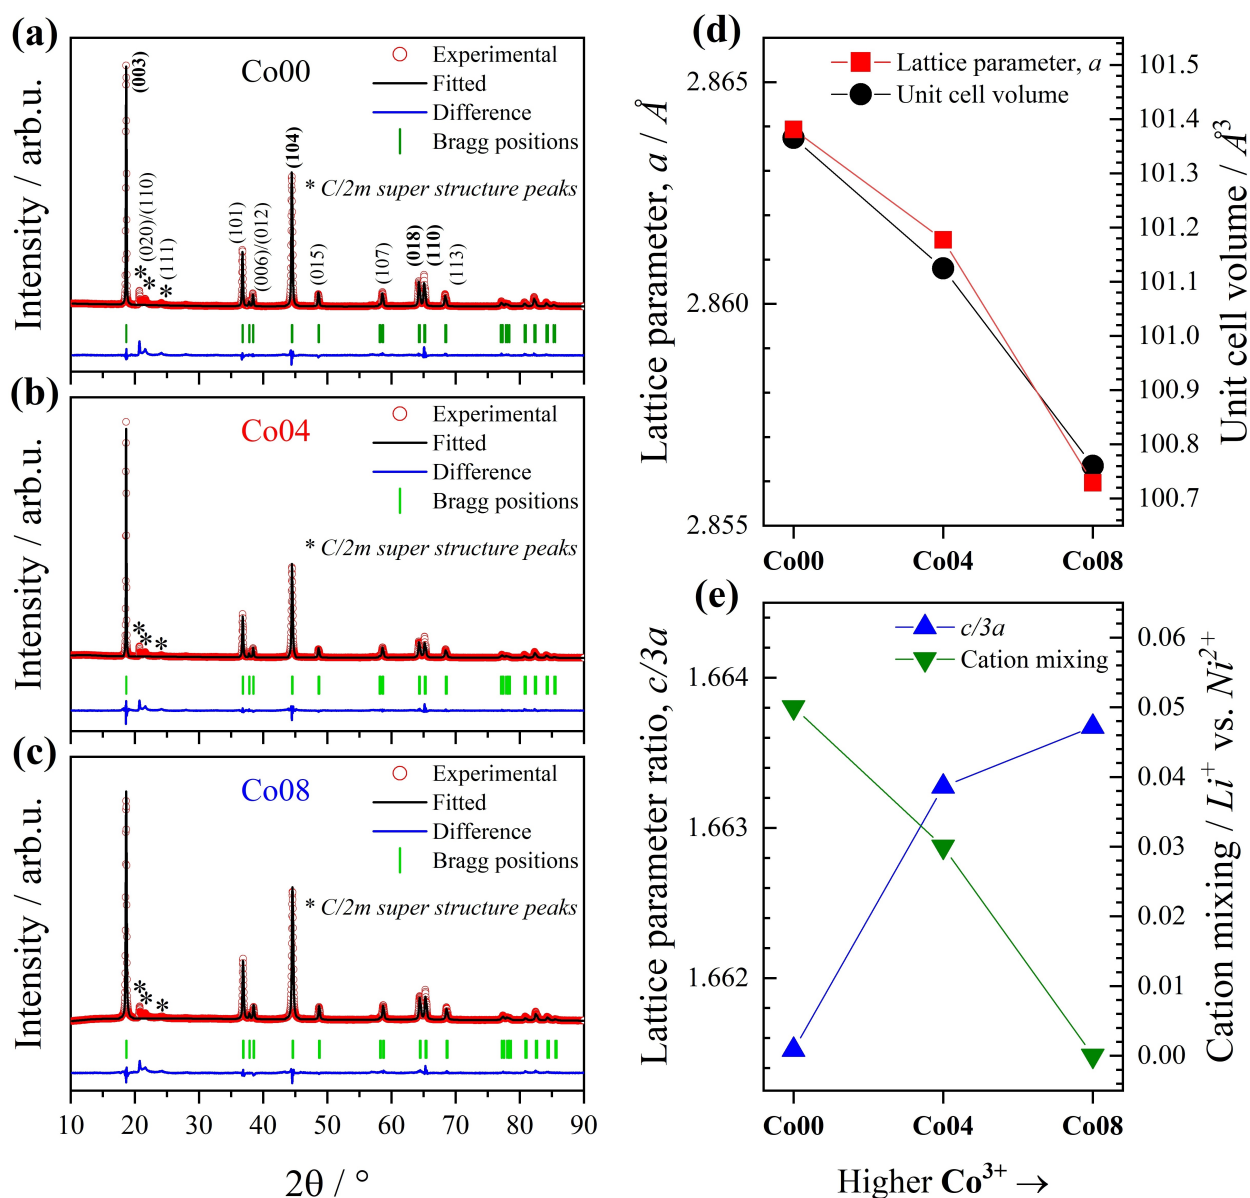 (a)
Co00
Experimental
Fitted
Difference
Bragg positions
* C/2m super structure peaks
(003)
* (020)/(110)
*
* (111)
(101)
(006)/(012)
(104)
(015)
(107)
(018)
(110)
(113)
Intensity / arb.u.
(b)
Co04
Experimental
Fitted
Difference
Bragg positions
* C/2m super structure peaks
* * *
Intensity / arb.u.
(c)
Co08
Experimental
Fitted
Difference
Bragg positions
* C/2m super structure peaks
* * *
Intensity / arb.u.
10 20 30 40 50 60 70 80 90
2θ / °
(d)
Lattice parameter, a
Unit cell volume
2.865
2.860
2.855
Lattice parameter, a / Å
101.5
101.4
101.3
101.2
101.1
101.0
100.9
100.8
100.7
Unit cell volume / Å³
Co00 Co04 Co08
(e)
c/3a
Cation mixing
1.664
1.663
1.662
Lattice parameter ratio, c/3a
0.06
0.05
0.04
0.03
0.02
0.01
0.00
Cation mixing / Li⁺ vs. Ni²⁺
Co00 Co04 Co08
Higher Co³⁺ →